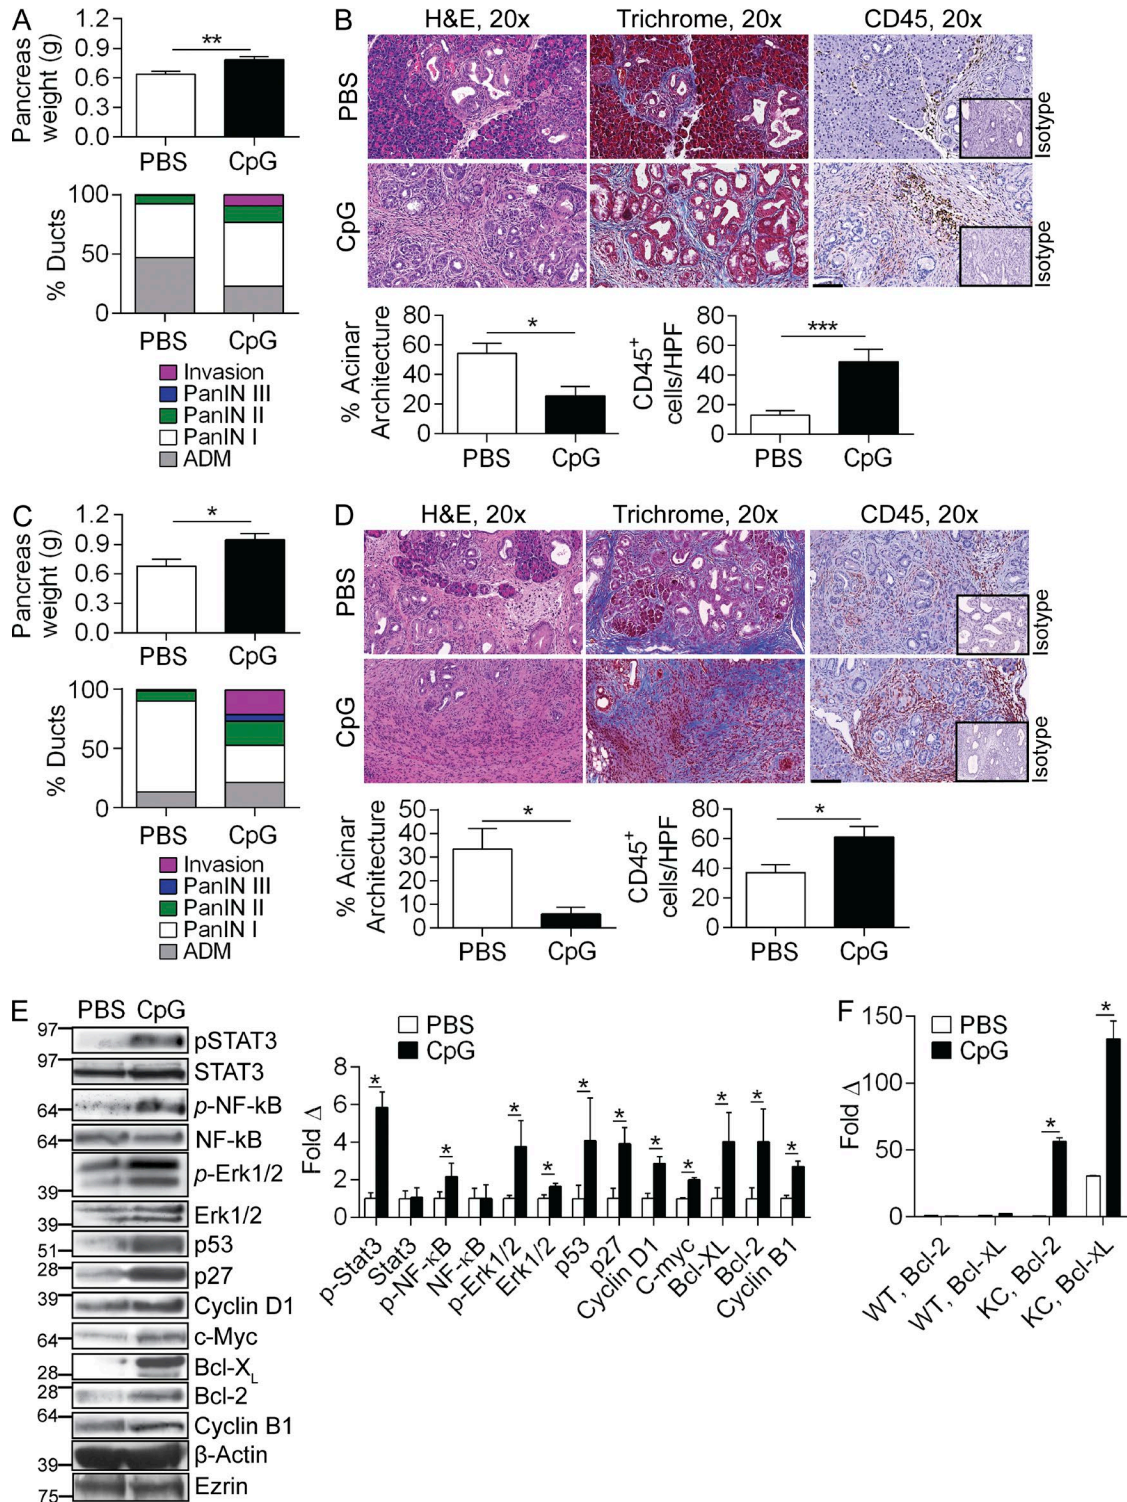 A
Pancreas weight (g)
1.2
0.9
0.6
0.3
0.0
**
PBS
CpG
% Ducts
100
50
0
PBS
CpG
Invasion
PanIN III
PanIN II
PanIN I
ADM
B
H&E, 20x
Trichrome, 20x
CD45, 20x
PBS
Isotype
CpG
Isotype
% Acinar Architecture
80
60
40
20
0
*
PBS
CpG
CD45+ cells/HPF
80
60
40
20
0
***
PBS
CpG
C
Pancreas weight (g)
1.2
0.9
0.6
0.3
0.0
*
PBS
CpG
% Ducts
100
50
0
PBS
CpG
Invasion
PanIN III
PanIN II
PanIN I
ADM
D
H&E, 20x
Trichrome, 20x
CD45, 20x
PBS
Isotype
CpG
Isotype
% Acinar Architecture
50
40
30
20
10
0
*
PBS
CpG
CD45+ cells/HPF
80
60
40
20
0
*
PBS
CpG
E
PBS CpG
97
pSTAT3
97
STAT3
64
p-NF-kB
64
NF-kB
p-Erk1/2
39
39
Erk1/2
51
p53
28
p27
39
Cyclin D1
64
c-Myc
28
Bcl-XL
28
Bcl-2
64
Cyclin B1
39
β-Actin
75
Ezrin
PBS
CpG
Fold Δ
8
6
4
2
0
* * * * * * * * * * *
p-Stat3
Stat3
p-NF-κB
NF-κB
p-Erk1/2
Erk1/2
p53
p27
Cyclin D1
C-myc
Bcl-XL
Bcl-2
Cyclin B1
F
PBS
CpG
Fold Δ
150
100
50
0
*
*
WT, Bcl-2
WT, Bcl-XL
KC, Bcl-2
KC, Bcl-XL